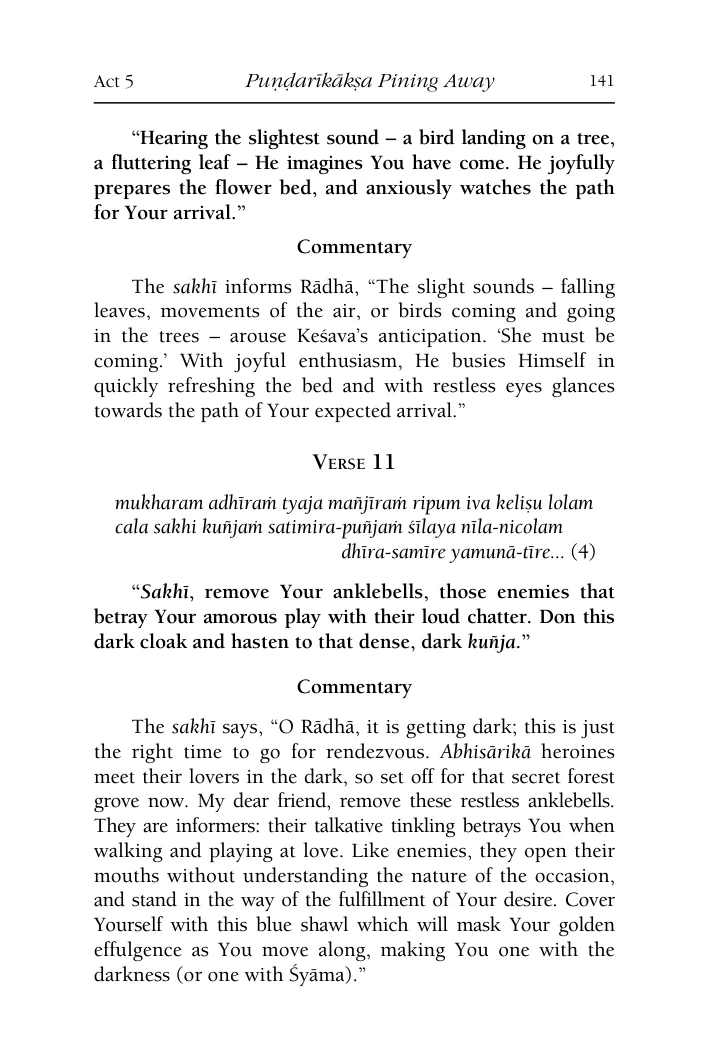 Act 5 Puṇḍarīkākṣa Pining Away 141
“Hearing the slightest sound – a bird landing on a tree,
a fluttering leaf – He imagines You have come. He joyfully
prepares the flower bed, and anxiously watches the path
for Your arrival.”
Commentary
The sakhī informs Rādhā, “The slight sounds – falling
leaves, movements of the air, or birds coming and going
in the trees – arouse Keśava’s anticipation. ‘She must be
coming.’ With joyful enthusiasm, He busies Himself in
quickly refreshing the bed and with restless eyes glances
towards the path of Your expected arrival.”
Verse 11
mukharam adhīraṁ tyaja mañjīraṁ ripum iva keliṣu lolam
cala sakhi kuñjaṁ satimira-puñjaṁ śīlaya nīla-nicolam
dhīra-samīre yamunā-tīre... (4)
“Sakhī, remove Your anklebells, those enemies that
betray Your amorous play with their loud chatter. Don this
dark cloak and hasten to that dense, dark kuñja.”
Commentary
The sakhī says, “O Rādhā, it is getting dark; this is just
the right time to go for rendezvous. Abhisārikā heroines
meet their lovers in the dark, so set off for that secret forest
grove now. My dear friend, remove these restless anklebells.
They are informers: their talkative tinkling betrays You when
walking and playing at love. Like enemies, they open their
mouths without understanding the nature of the occasion,
and stand in the way of the fulfillment of Your desire. Cover
Yourself with this blue shawl which will mask Your golden
effulgence as You move along, making You one with the
darkness (or one with Śyāma).”